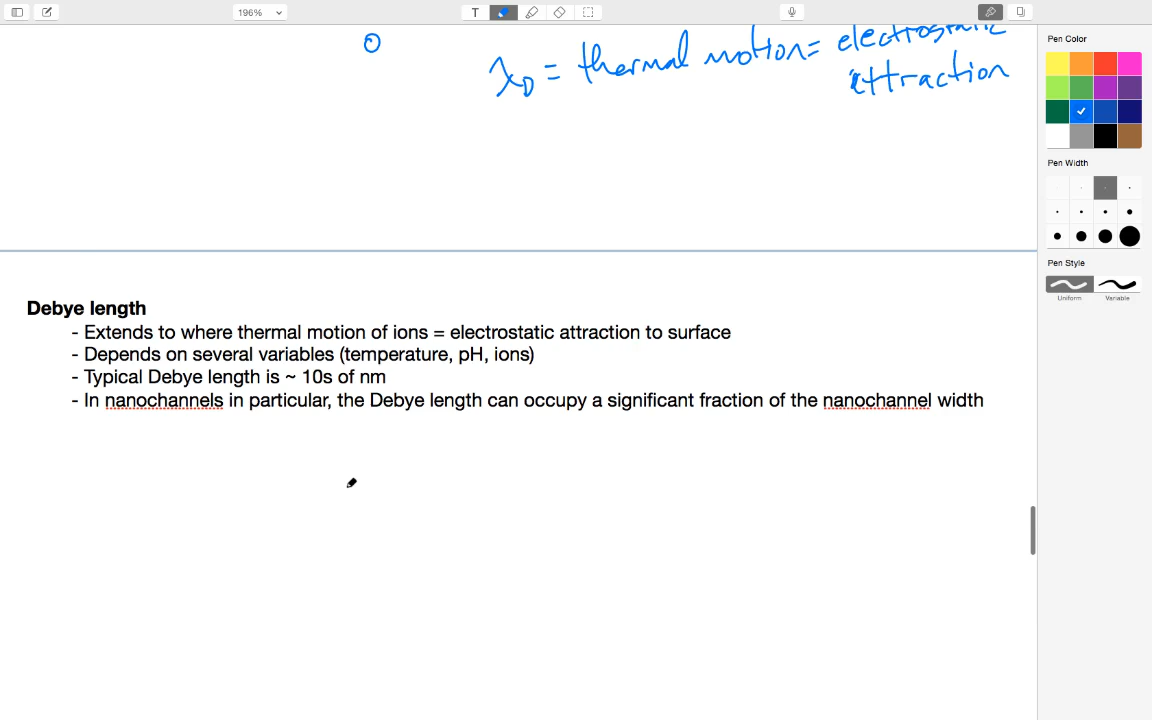 196%
T
electrostatic
λD = thermal motion =
attraction
Pen Color
Pen Width
Pen Style
Uniform
Variable
Debye length
- Extends to where thermal motion of ions = electrostatic attraction to surface
- Depends on several variables (temperature, pH, ions)
- Typical Debye length is ~ 10s of nm
- In nanochannels in particular, the Debye length can occupy a significant fraction of the nanochannel width